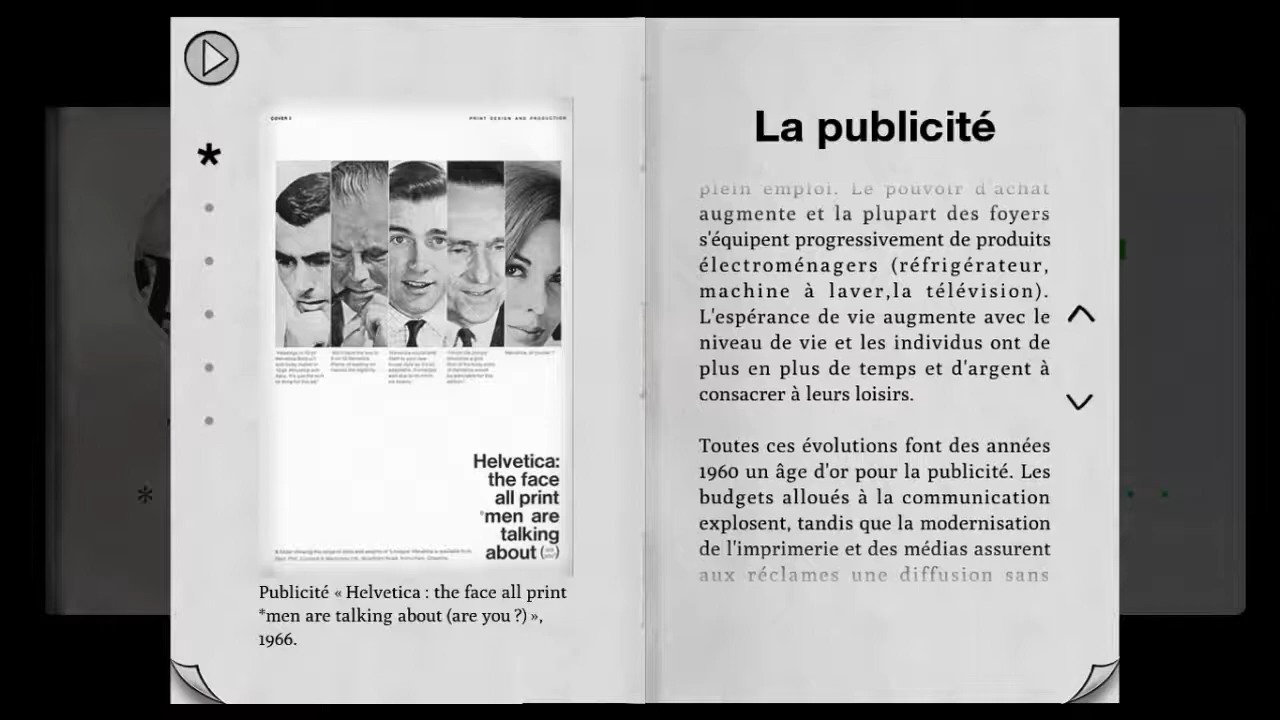 COVER 2
PRINT DESIGN AND PRODUCTION
Helvetica:
the face
all print
*men are
talking
about (are you?)
Publicité « Helvetica : the face all print
*men are talking about (are you ?) »,
1966.
La publicité
plein emploi. Le pouvoir d'achat
augmente et la plupart des foyers
s'équipent progressivement de produits
électroménagers (réfrigérateur,
machine à laver,la télévision).
L'espérance de vie augmente avec le
niveau de vie et les individus ont de
plus en plus de temps et d'argent à
consacrer à leurs loisirs.
Toutes ces évolutions font des années
1960 un âge d'or pour la publicité. Les
budgets alloués à la communication
explosent, tandis que la modernisation
de l'imprimerie et des médias assurent
aux réclames une diffusion sans